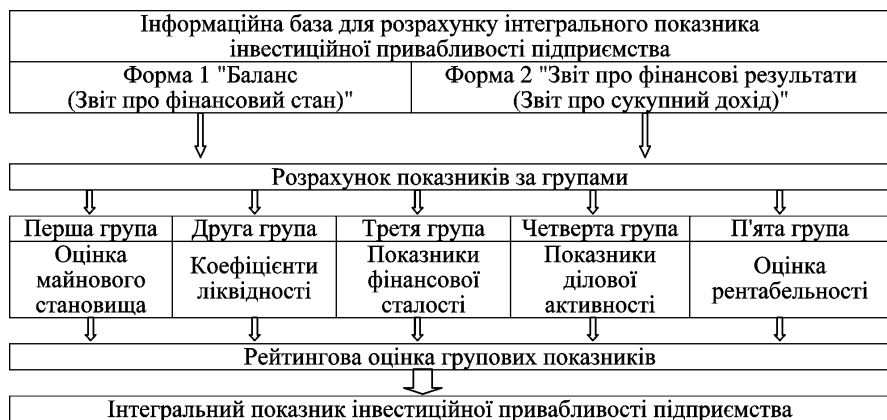 Інформаційна база для розрахунку інтегрального показника
інвестиційної привабливості підприємства
Форма 1 "Баланс
(Звіт про фінансовий стан)"
Форма 2 "Звіт про фінансові результати
(Звіт про сукупний дохід)"
Розрахунок показників за групами
Перша група
Друга група
Третя група
Четверта група
П'ята група
Оцінка
майнового
становища
Коефіцієнти
ліквідності
Показники
фінансової
сталості
Показники
ділової
активності
Оцінка
рентабельності
Рейтингова оцінка групових показників
Інтегральний показник інвестиційної привабливості підприємства